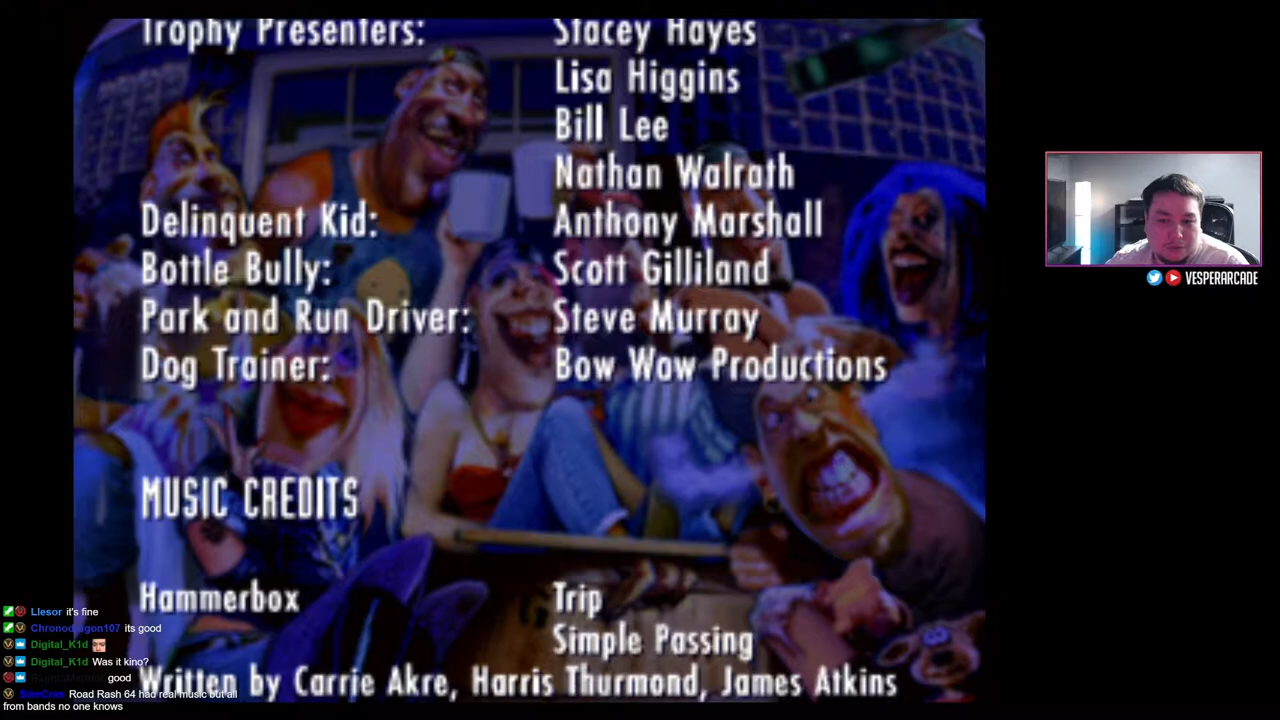 Trophy Presenters: Stacey Hayes
Lisa Higgins
Bill Lee
Nathan Walrath
Delinquent Kid: Anthony Marshall
Bottle Bully: Scott Gilliland
Park and Run Driver: Steve Murray
Dog Trainer: Bow Wow Productions
VESPERARCADE
MUSIC CREDITS
Hammerbox Trip
Simple Passing
Written by Carrie Akre, Harris Thurmond, James Atkins
Llesor it's fine
Chronodragon107 its good
Digital_K1d
Digital_K1d Was it kino?
good
Road Rash 64 had real music but all
from bands no one knows